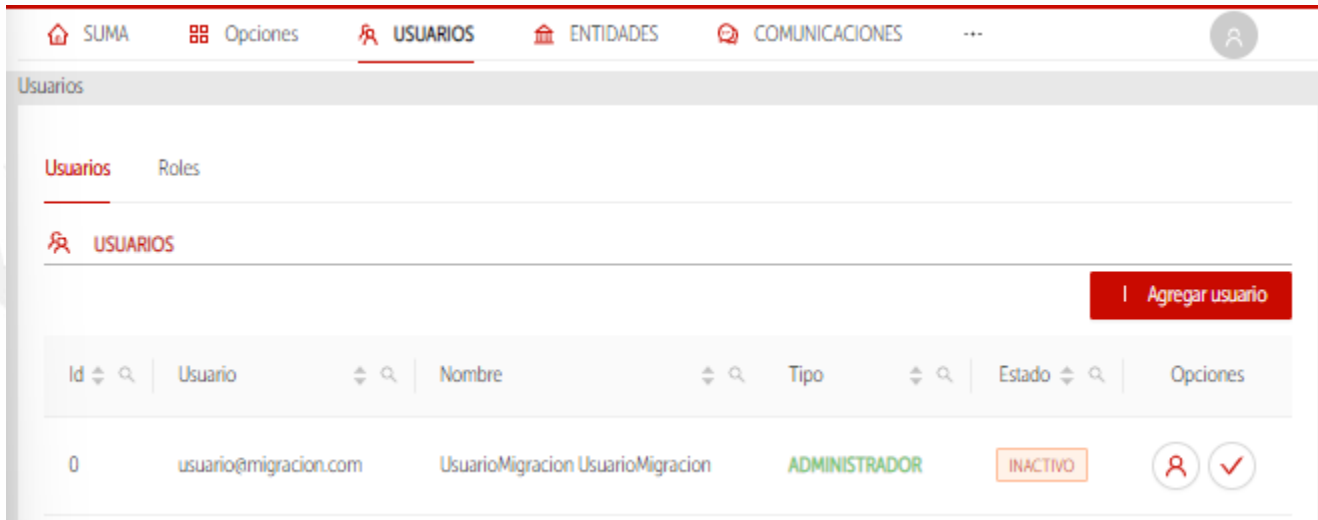 SUMA Opciones USUARIOS ENTIDADES COMUNICACIONES ···
Usuarios
Usuarios Roles
USUARIOS
Agregar usuario
Id Usuario Nombre Tipo Estado Opciones
0 usuario@migracion.com UsuarioMigracion UsuarioMigracion ADMINISTRADOR INACTIVO